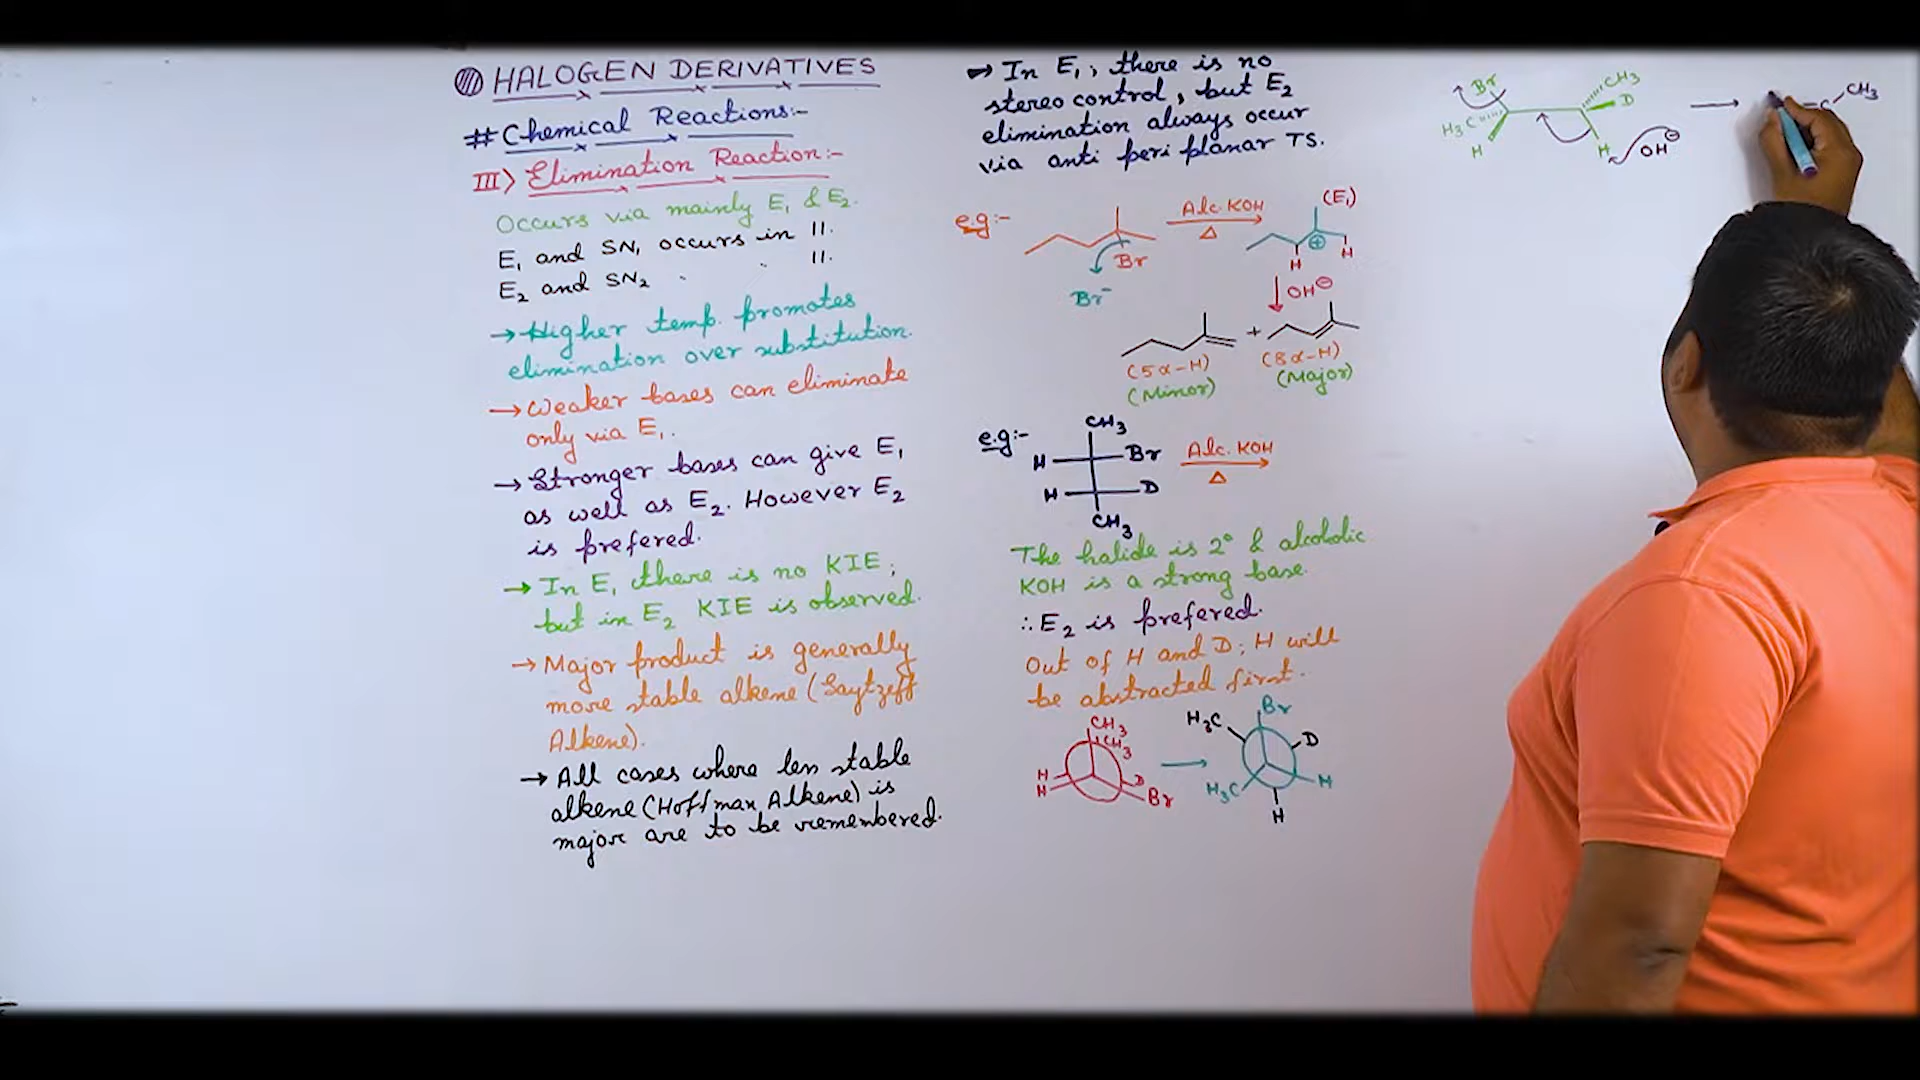 HALOGEN DERIVATIVES
# Chemical Reactions:-
III> Elimination Reaction:-
Occurs via mainly E1 & E2.
E1 and SN1 occurs in 11.
E2 and SN2 " " 11.
→ Higher temp. promotes
elimination over substitution.
→ Weaker bases can eliminate
only via E1.
→ Stronger bases can give E1
as well as E2. However E2
is prefered.
→ In E1 there is no KIE;
but in E2 KIE is observed.
→ Major product is generally
more stable alkene (Saytzeff
Alkene).
→ All cases where less stable
alkene (Hoffman Alkene) is
major are to be remembered.
→ In E1, there is no
stereo control, but E2
elimination always occur
via anti peri planar TS.
e.g:-
Alc. KOH
Δ
Br
Br⁻
(E1)
⊕
H H
OH⊖
+
(5α-H)
(Minor)
(8α-H)
(Major)
e.g:-
CH3
H Br
H D
CH3
Alc. KOH
Δ
The halide is 2° & alcoholic
KOH is a strong base.
∴ E2 is prefered.
Out of H and D; H will
be abstracted first.
CH3
CH3
H
H
D
Br
→
Br
H3C
D
H3C
H
H
Br
H3C
H
CH3
D
H
OH⊖
→
C
CH3